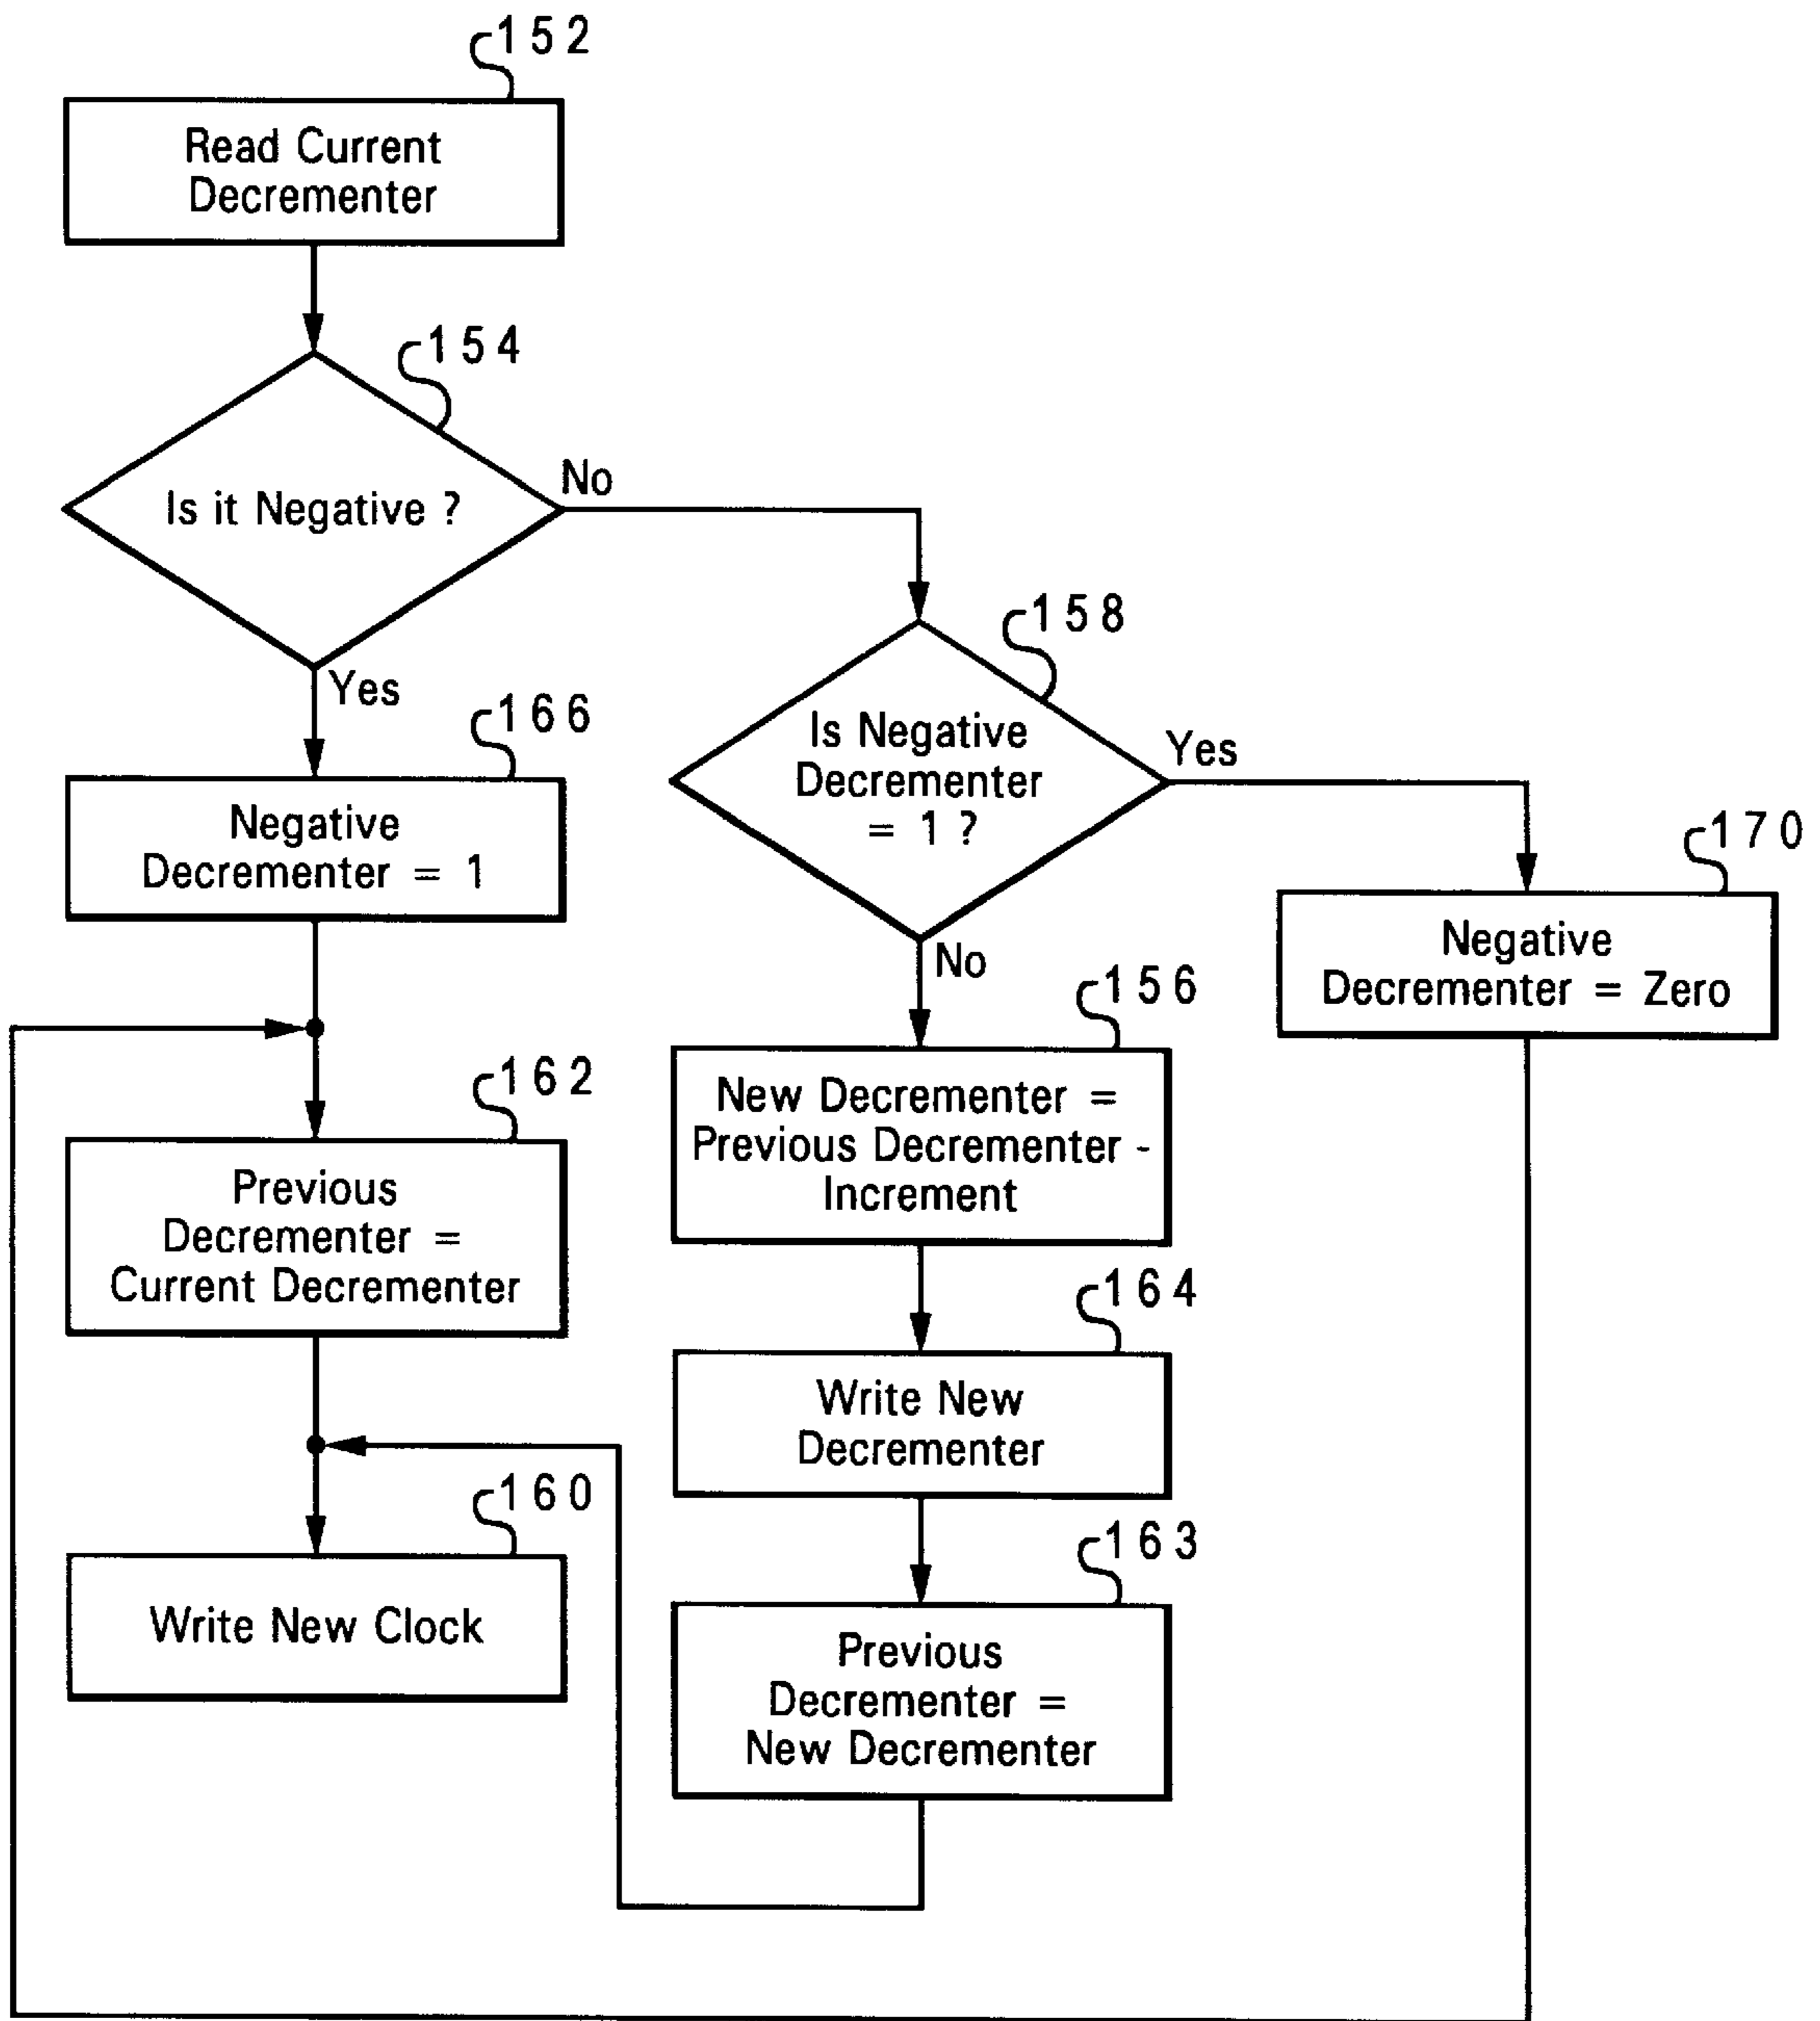 152
Read Current
Decrementer
154
Is it Negative ?
No
Yes
158
Is Negative
Decrementer
= 1 ?
Yes
No
166
Negative
Decrementer = 1
170
Negative
Decrementer = Zero
156
New Decrementer =
Previous Decrementer -
Increment
162
Previous
Decrementer =
Current Decrementer
164
Write New
Decrementer
160
Write New Clock
163
Previous
Decrementer =
New Decrementer